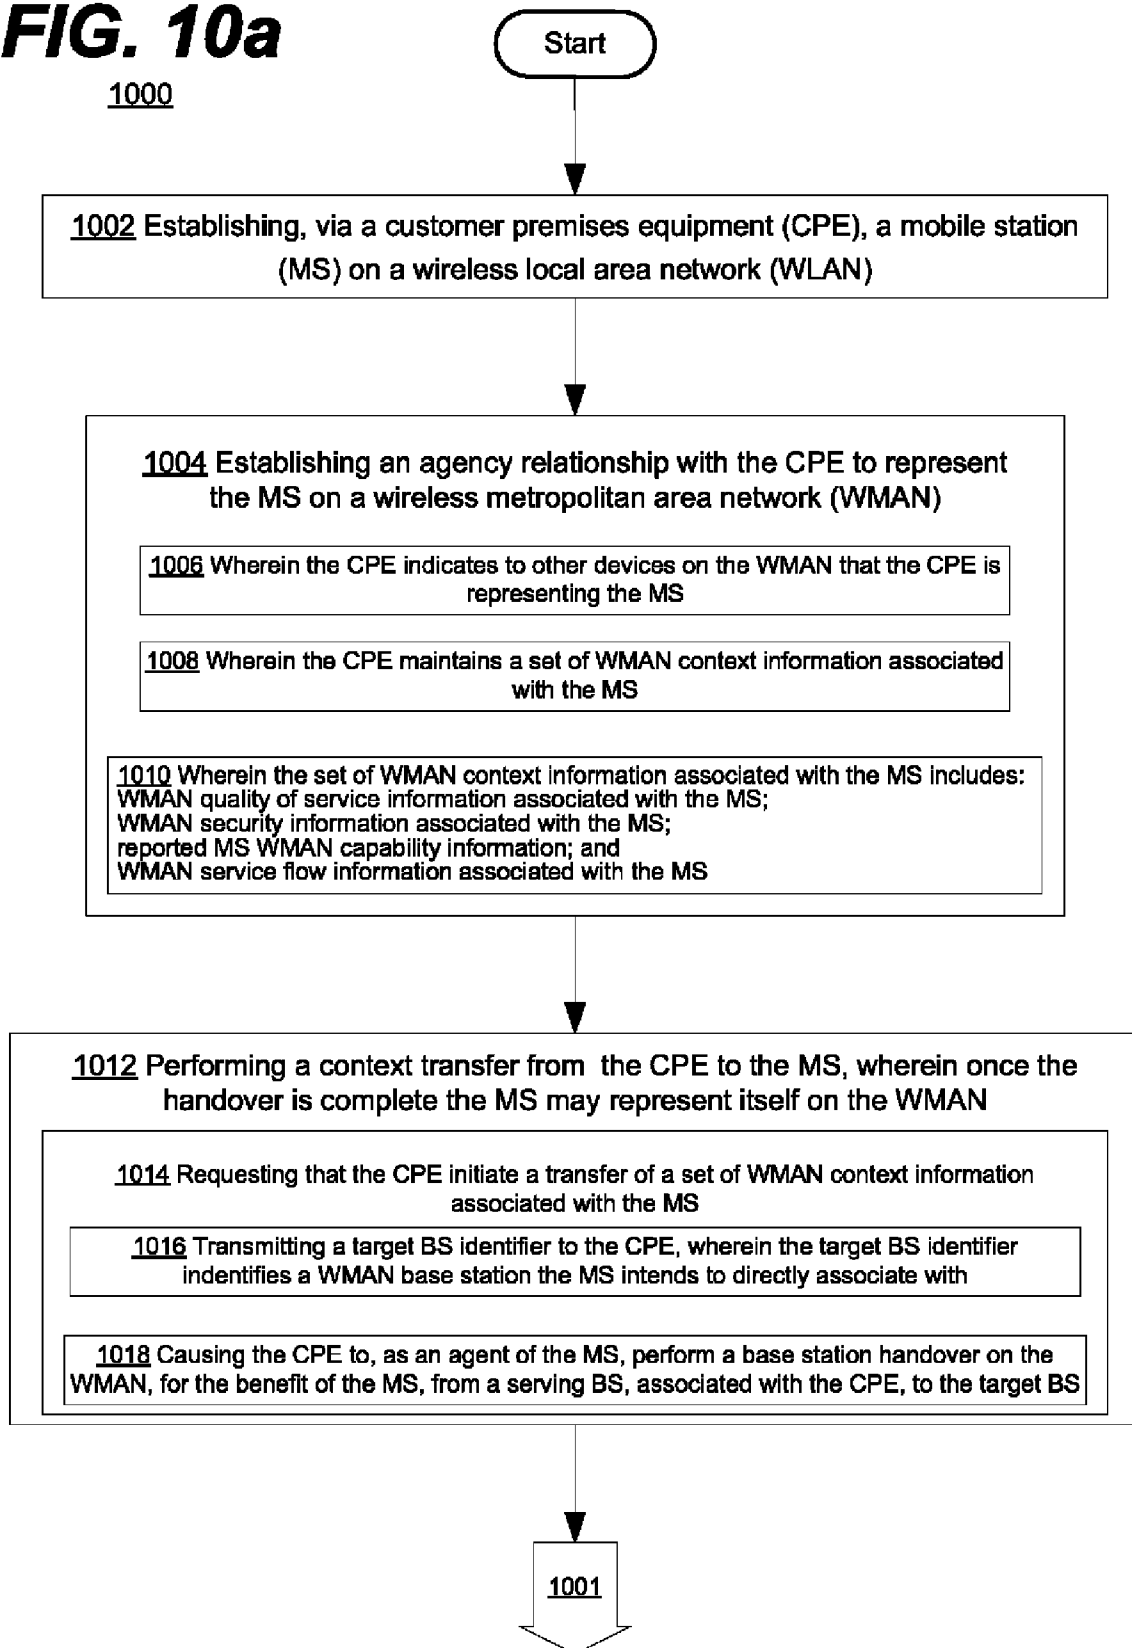 FIG. 10a
1000
Start
1002 Establishing, via a customer premises equipment (CPE), a mobile station
(MS) on a wireless local area network (WLAN)
1004 Establishing an agency relationship with the CPE to represent
the MS on a wireless metropolitan area network (WMAN)
1006 Wherein the CPE indicates to other devices on the WMAN that the CPE is
representing the MS
1008 Wherein the CPE maintains a set of WMAN context information associated
with the MS
1010 Wherein the set of WMAN context information associated with the MS includes:
WMAN quality of service information associated with the MS;
WMAN security information associated with the MS;
reported MS WMAN capability information; and
WMAN service flow information associated with the MS
1012 Performing a context transfer from the CPE to the MS, wherein once the
handover is complete the MS may represent itself on the WMAN
1014 Requesting that the CPE initiate a transfer of a set of WMAN context information
associated with the MS
1016 Transmitting a target BS identifier to the CPE, wherein the target BS identifier
indentifies a WMAN base station the MS intends to directly associate with
1018 Causing the CPE to, as an agent of the MS, perform a base station handover on the
WMAN, for the benefit of the MS, from a serving BS, associated with the CPE, to the target BS
1001